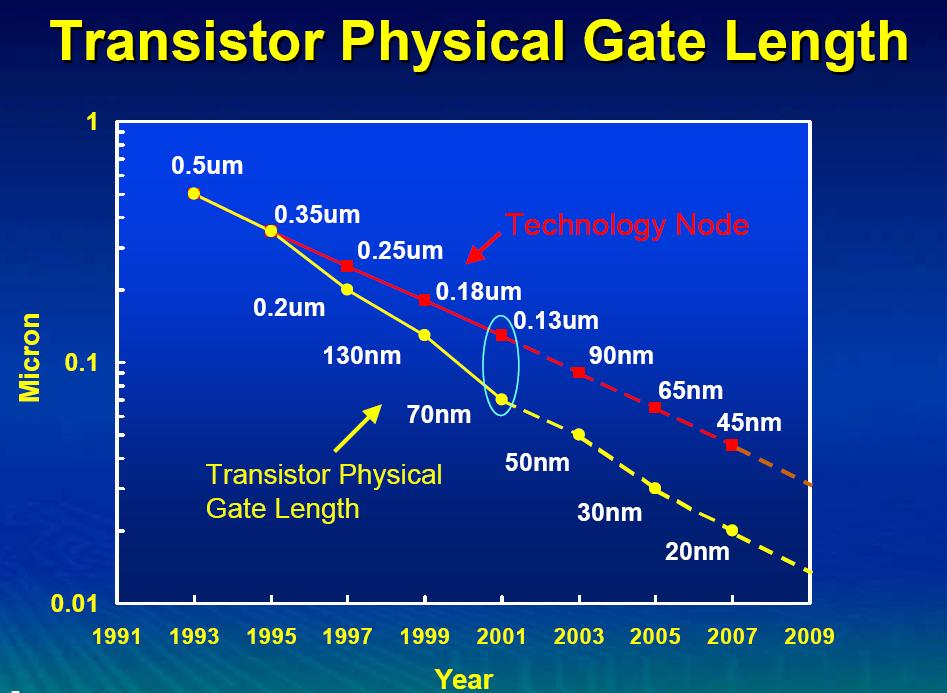 Transistor Physical Gate Length
1
0.5um
0.35um
Technology Node
0.25um
0.18um
0.2um
0.13um
Micron
0.1
130nm
90nm
65nm
70nm
45nm
50nm
Transistor Physical
Gate Length
30nm
20nm
0.01
1991 1993 1995 1997 1999 2001 2003 2005 2007 2009
Year